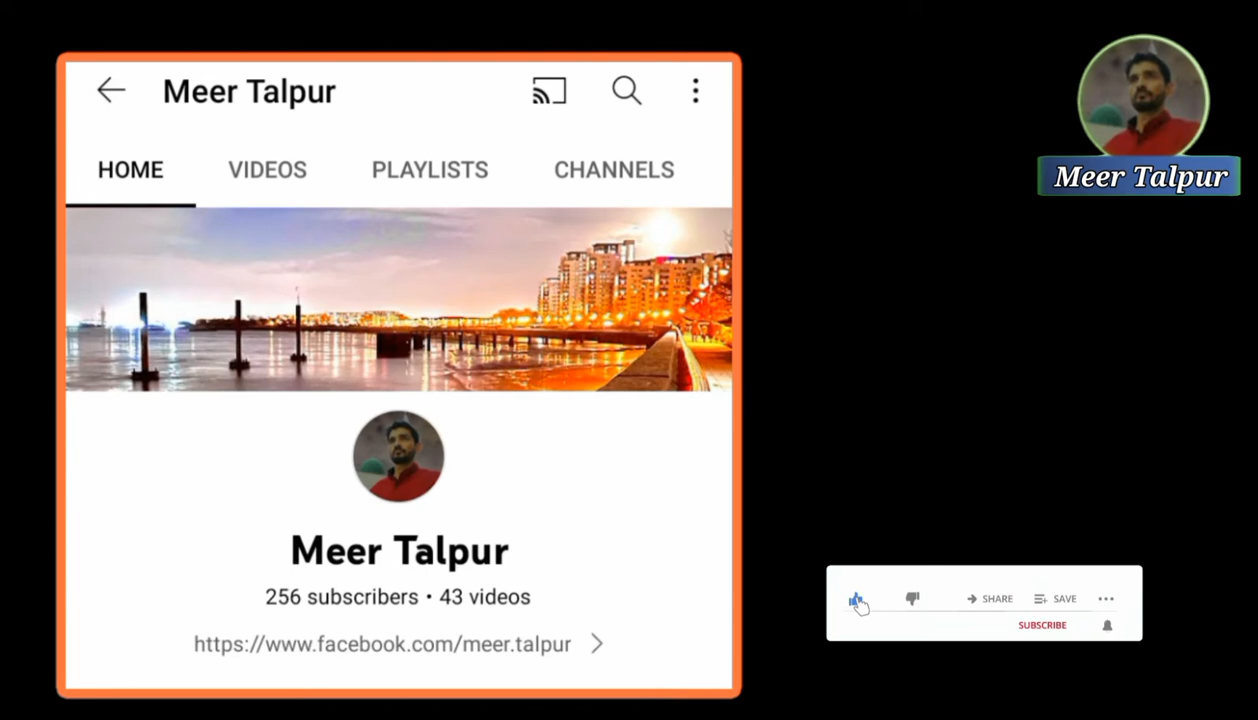 Meer Talpur
HOME VIDEOS PLAYLISTS CHANNELS
Meer Talpur
256 subscribers • 43 videos
https://www.facebook.com/meer.talpur
Meer Talpur
SHARE SAVE
SUBSCRIBE